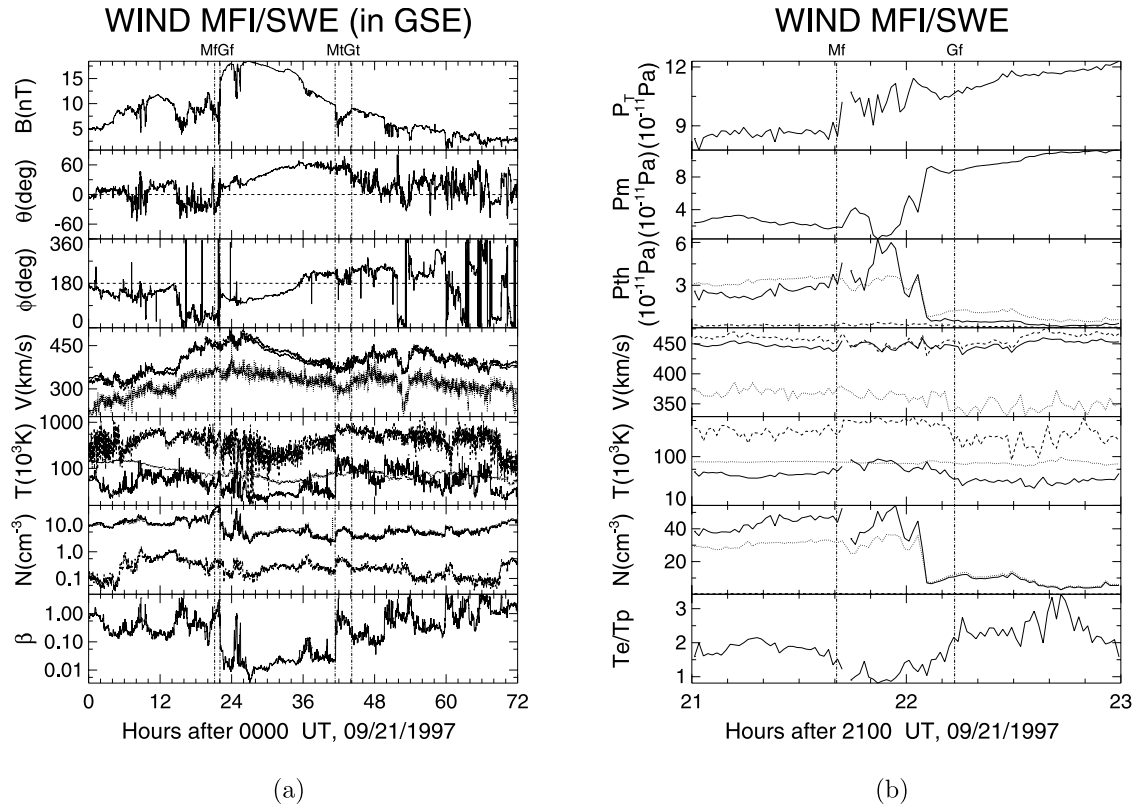 WIND MFI/SWE (in GSE)
MfGf MtGt
B(nT)
15
10
5
θ(deg)
60
0
-60
ϕ(deg)
360
180
0
V(km/s)
450
300
T(10³K)
1000
100
N(cm⁻³)
10.0
1.0
0.1
β
1.00
0.10
0.01
0 12 24 36 48 60 72
Hours after 0000 UT, 09/21/1997
(a)
WIND MFI/SWE
Mf Gf
P_T (10⁻¹¹Pa)
12
9
Pm (10⁻¹¹Pa)
8
4
2
Pth (10⁻¹¹Pa)
6
3
V(km/s)
450
400
350
T(10³K)
100
10
N(cm⁻³)
40
20
Te/Tp
3
2
1
21 22 23
Hours after 2100 UT, 09/21/1997
(b)